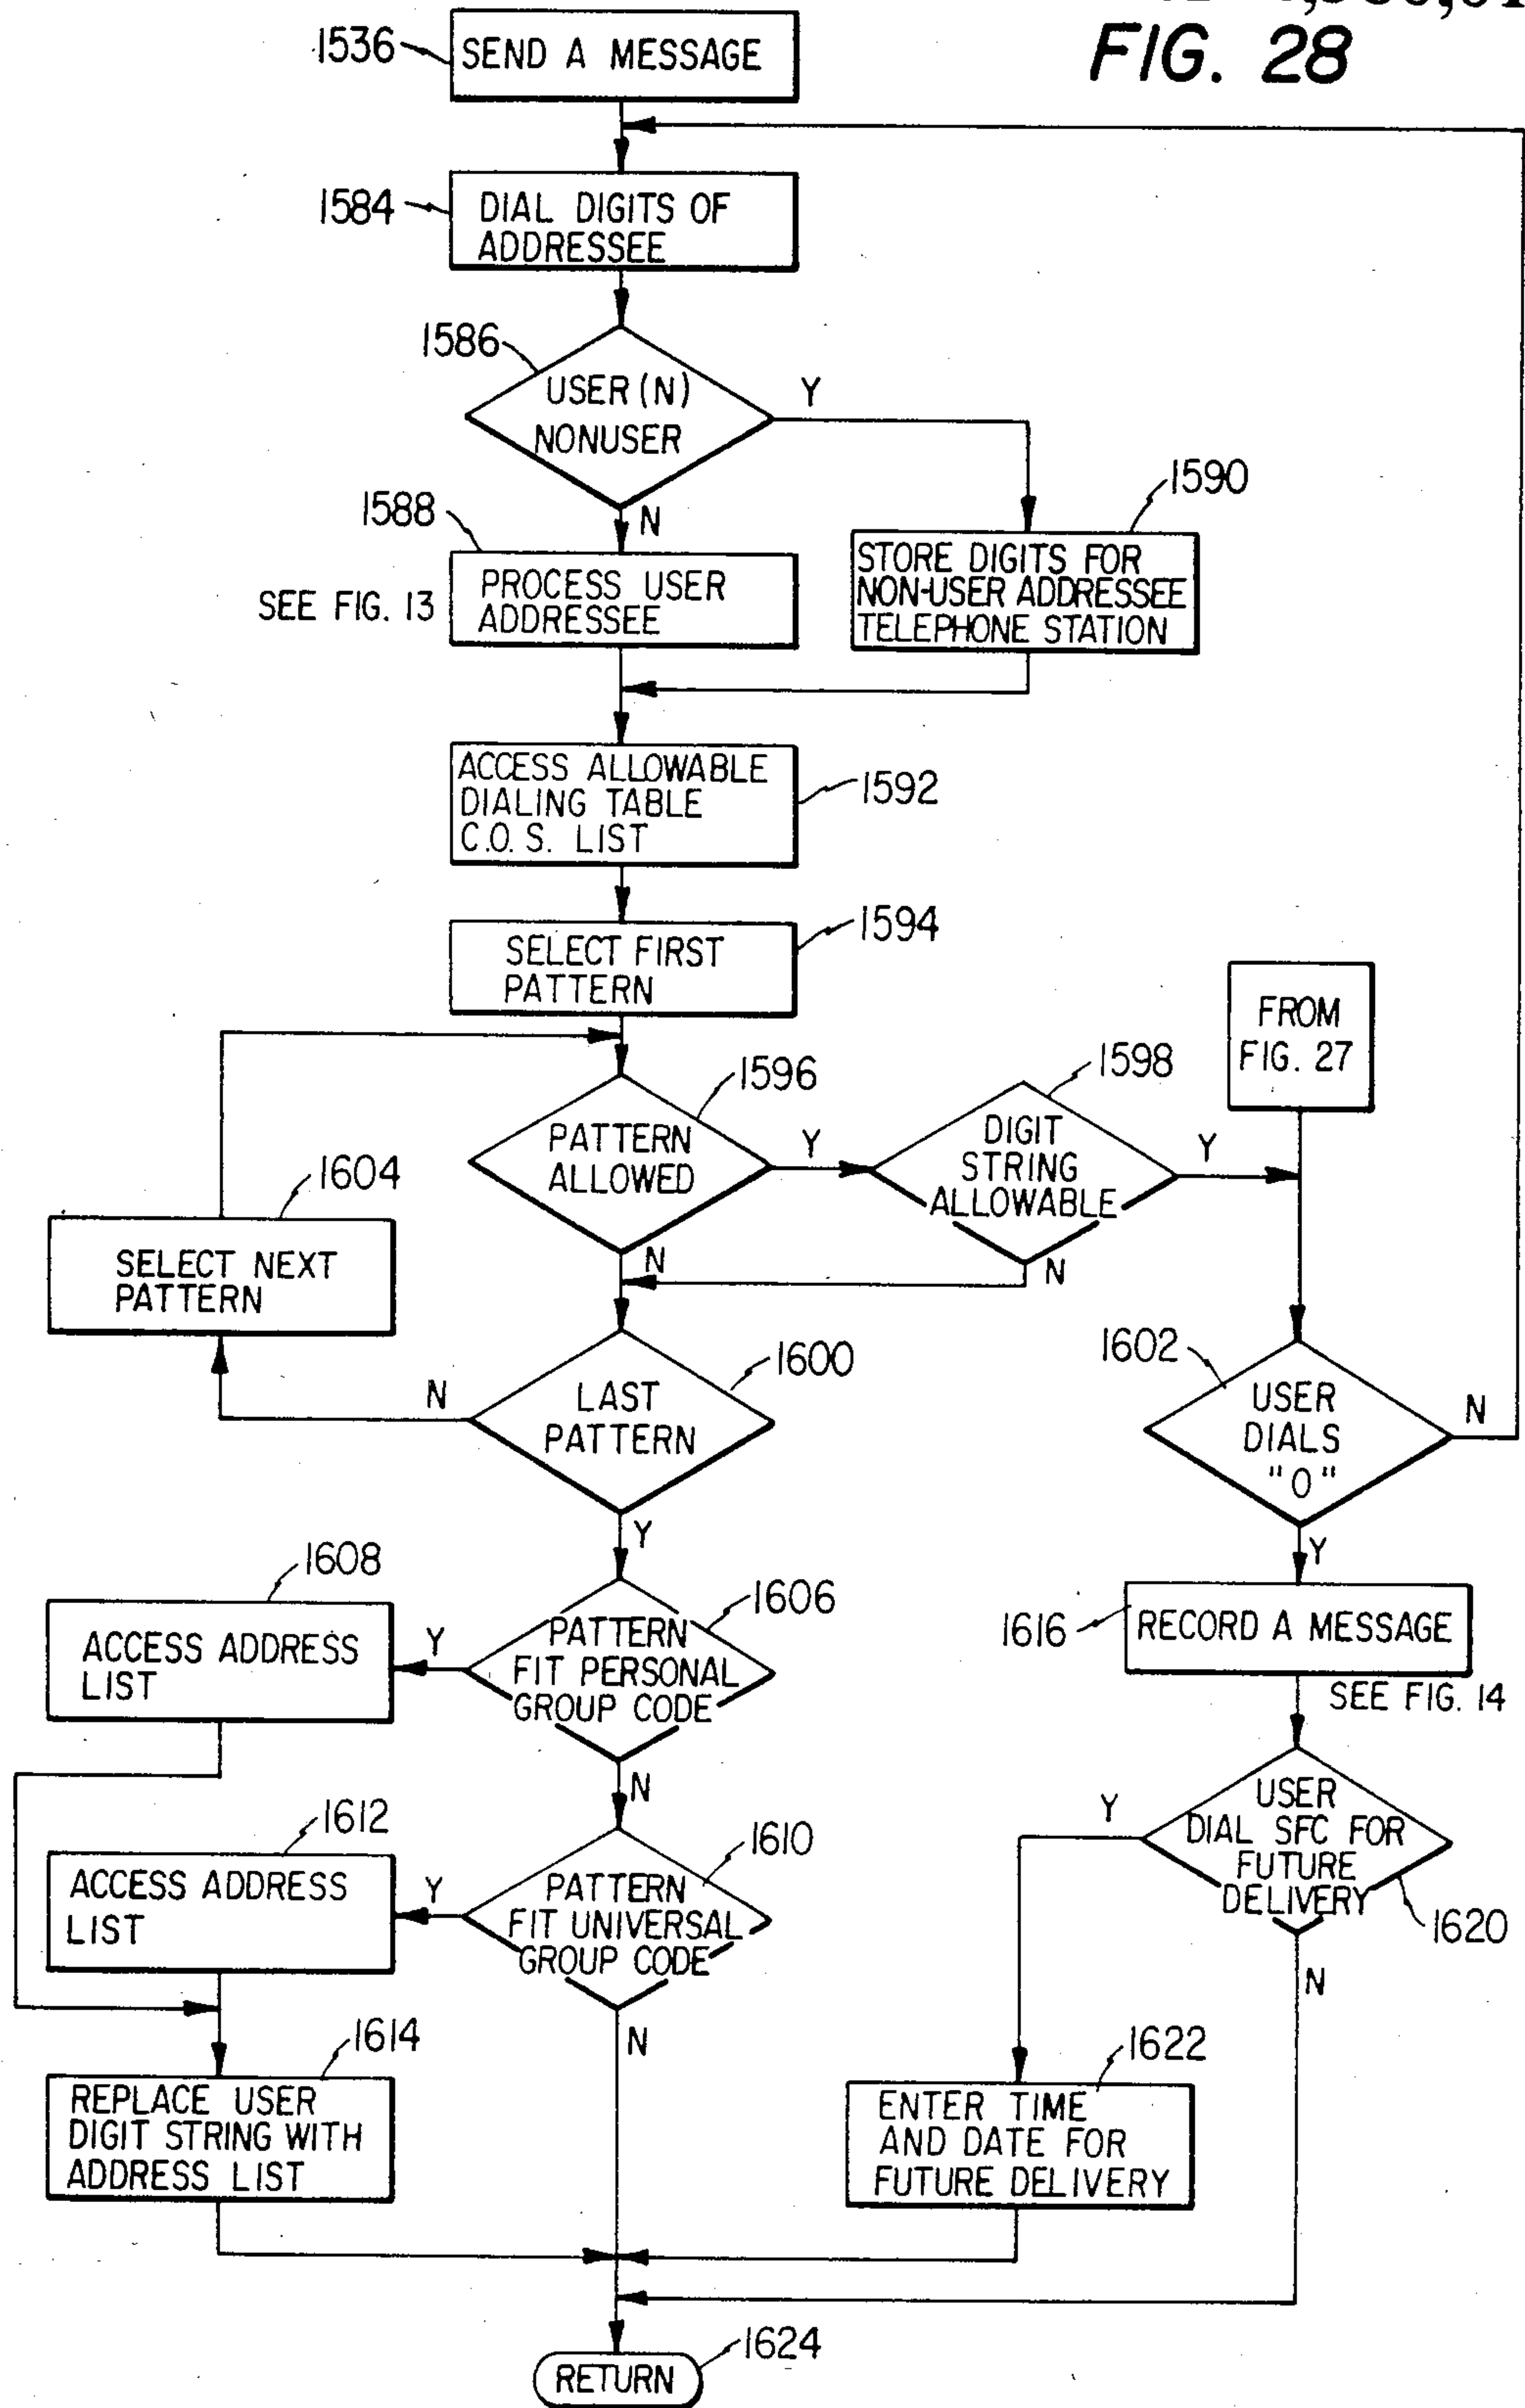 FIG. 28
1536
SEND A MESSAGE
1584
DIAL DIGITS OF
ADDRESSEE
1586
USER (N)
NONUSER
Y
N
1588
PROCESS USER
ADDRESSEE
SEE FIG. 13
1590
STORE DIGITS FOR
NON-USER ADDRESSEE
TELEPHONE STATION
ACCESS ALLOWABLE
DIALING TABLE
C.O.S. LIST
1592
SELECT FIRST
PATTERN
1594
FROM
FIG. 27
1596
PATTERN
ALLOWED
Y
N
1598
DIGIT
STRING
ALLOWABLE
Y
N
1604
SELECT NEXT
PATTERN
1600
LAST
PATTERN
N
Y
1602
USER
DIALS
"0"
N
Y
1608
ACCESS ADDRESS
LIST
Y
1606
PATTERN
FIT PERSONAL
GROUP CODE
N
1616
RECORD A MESSAGE
SEE FIG. 14
1612
ACCESS ADDRESS
LIST
Y
1610
PATTERN
FIT UNIVERSAL
GROUP CODE
N
Y
USER
DIAL SFC FOR
FUTURE
DELIVERY
1620
N
1614
REPLACE USER
DIGIT STRING WITH
ADDRESS LIST
1622
ENTER TIME
AND DATE FOR
FUTURE DELIVERY
RETURN
1624